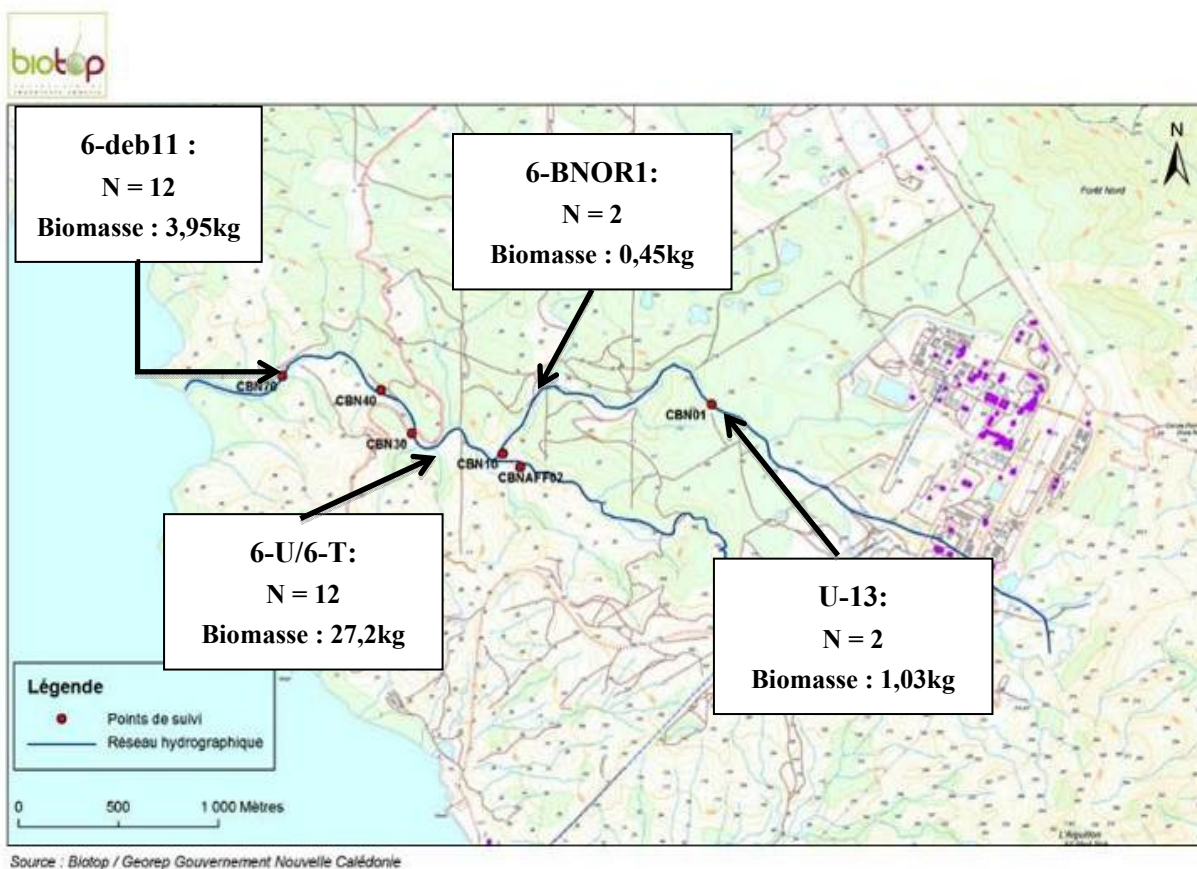 biotop
6-deb11 :
N = 12
Biomasse : 3,95kg
6-BNOR1:
N = 2
Biomasse : 0,45kg
N
Forêt Nord
CBN70
CBN40
CBN30
CBN10
CBNAFF02
CBN01
6-U/6-T:
N = 12
Biomasse : 27,2kg
U-13:
N = 2
Biomasse : 1,03kg
Légende
Points de suivi
Réseau hydrographique
0 500 1 000 Mètres
L'Aiguillon
Source : Biotop / Georep Gouvernement Nouvelle Calédonie